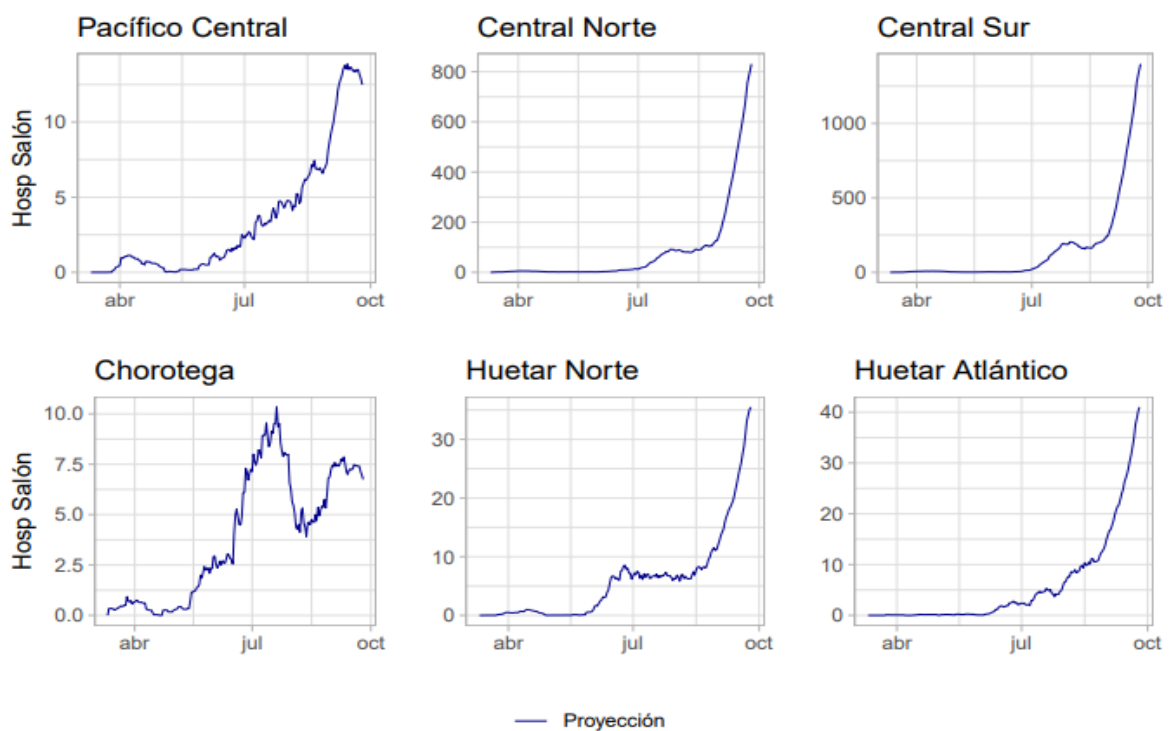 Pacífico Central
Central Norte
Central Sur
Hosp Salón
10
5
0
abr
jul
oct
800
600
400
200
0
abr
jul
oct
1000
500
0
abr
jul
oct
Chorotega
Huetar Norte
Huetar Atlántico
Hosp Salón
10.0
7.5
5.0
2.5
0.0
abr
jul
oct
30
20
10
0
abr
jul
oct
40
30
20
10
0
abr
jul
oct
Proyección